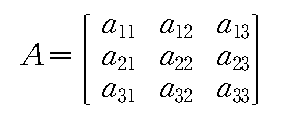 a₁₁ a₁₂ a₁₃
A = [ a₂₁ a₂₂ a₂₃ ]
a₃₁ a₃₂ a₃₃